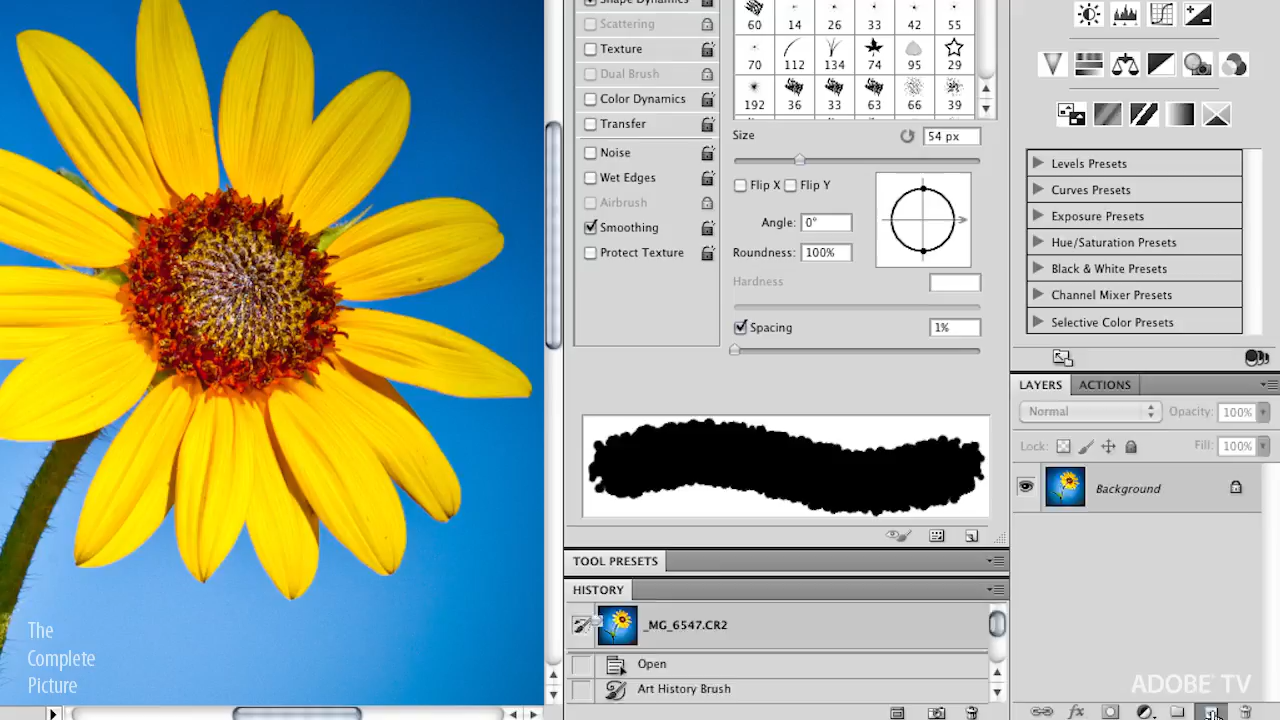 Shape Dynamics
Scattering
Texture
Dual Brush
Color Dynamics
Transfer
Noise
Wet Edges
Airbrush
Smoothing
Protect Texture
60 14 26 33 42 55
70 112 134 74 95 29
192 36 33 63 66 39
Size 54 px
Flip X Flip Y
Angle: 0°
Roundness: 100%
Hardness
Spacing 1%
TOOL PRESETS
HISTORY
_MG_6547.CR2
Open
Art History Brush
Levels Presets
Curves Presets
Exposure Presets
Hue/Saturation Presets
Black & White Presets
Channel Mixer Presets
Selective Color Presets
LAYERS ACTIONS
Normal Opacity: 100%
Lock: Fill: 100%
Background
The
Complete
Picture
ADOBE TV